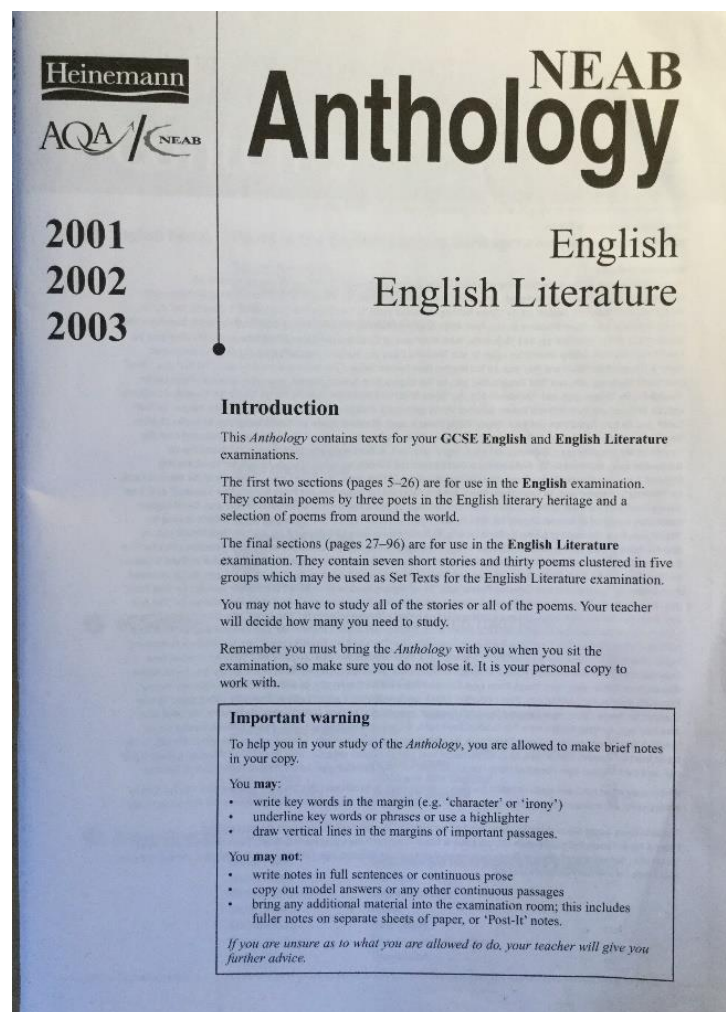 Heinemann
AQA/NEAB
2001
2002
2003
NEAB
Anthology
English
English Literature
Introduction
This Anthology contains texts for your GCSE English and English Literature
examinations.
The first two sections (pages 5–26) are for use in the English examination.
They contain poems by three poets in the English literary heritage and a
selection of poems from around the world.
The final sections (pages 27–96) are for use in the English Literature
examination. They contain seven short stories and thirty poems clustered in five
groups which may be used as Set Texts for the English Literature examination.
You may not have to study all of the stories or all of the poems. Your teacher
will decide how many you need to study.
Remember you must bring the Anthology with you when you sit the
examination, so make sure you do not lose it. It is your personal copy to
work with.
Important warning
To help you in your study of the Anthology, you are allowed to make brief notes
in your copy.
You may:
• write key words in the margin (e.g. ‘character’ or ‘irony’)
• underline key words or phrases or use a highlighter
• draw vertical lines in the margins of important passages.
You may not:
• write notes in full sentences or continuous prose
• copy out model answers or any other continuous passages
• bring any additional material into the examination room; this includes
fuller notes on separate sheets of paper, or ‘Post-It’ notes.
If you are unsure as to what you are allowed to do, your teacher will give you
further advice.